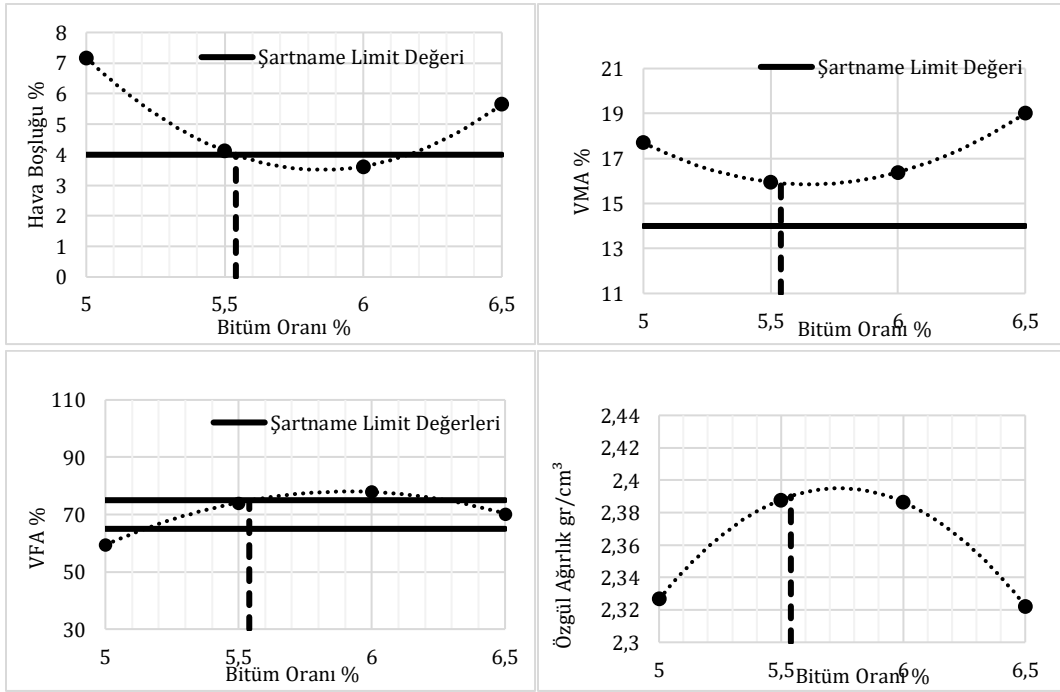 8
7
6
5
4
3
2
1
0
Hava Boşluğu %
Şartname Limit Değeri
5 5,5 6 6,5
Bitüm Oranı %
21
19
17
15
13
11
VMA %
Şartname Limit Değeri
5 5,5 6 6,5
Bitüm Oranı %
110
90
70
50
30
VFA %
Şartname Limit Değerleri
5 5,5 6 6,5
Bitüm Oranı %
2,44
2,42
2,4
2,38
2,36
2,34
2,32
2,3
Özgül Ağırlık gr/cm³
5 5,5 6 6,5
Bitüm Oranı %